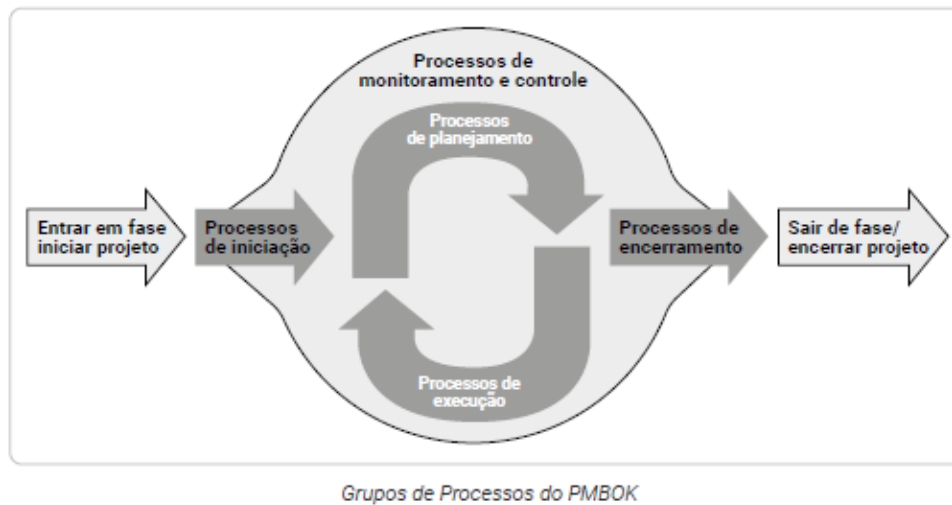 Processos de
monitoramento e controle
Processos
de planejamento
Entrar em fase
iniciar projeto
Processos
de iniciação
Processos de
encerramento
Sair de fase/
encerrar projeto
Processos de
execução
Grupos de Processos do PMBOK